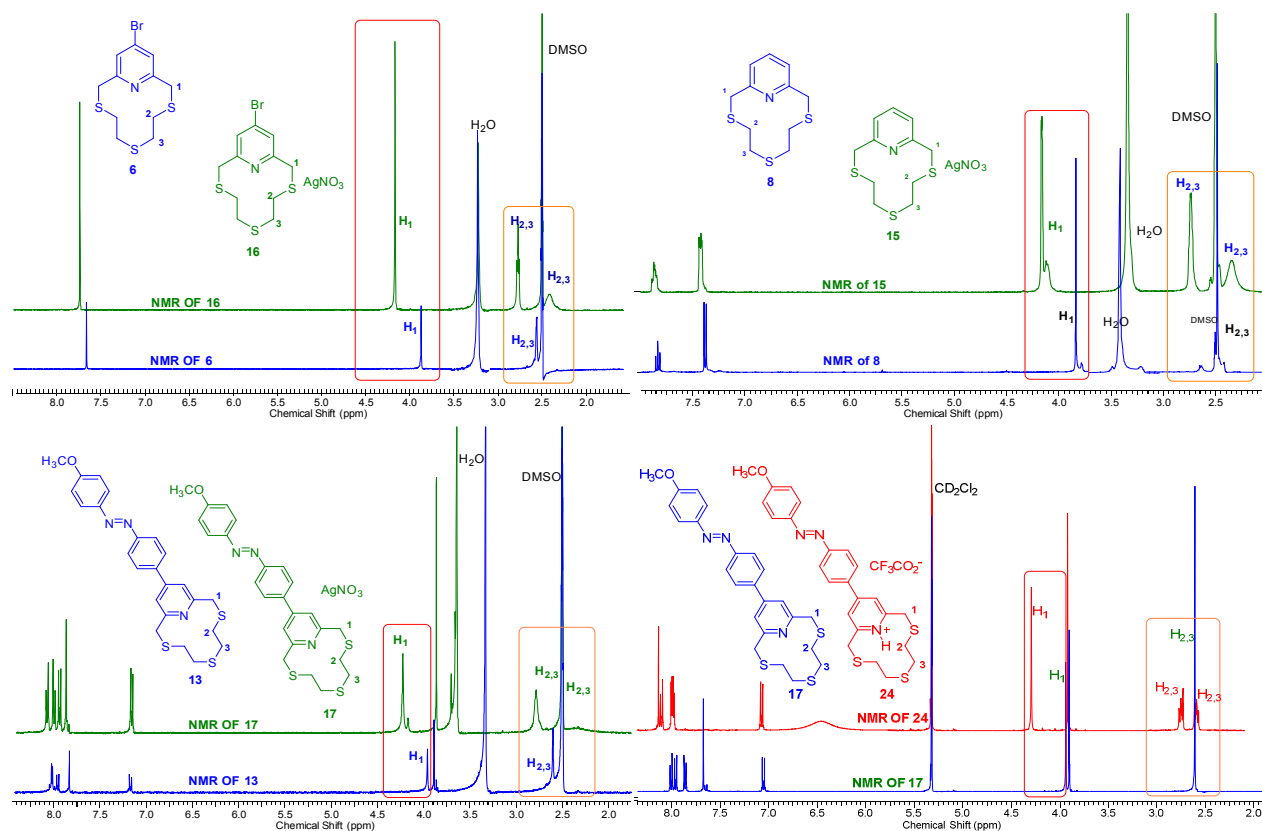 Br
N
1
S
S
2
3
S
6
Br
N
1
S
S
AgNO3
2
3
S
16
H2O
DMSO
H1
H2,3
H2,3
NMR OF 16
H1
H2,3
NMR OF 6
8.0 7.5 7.0 6.5 6.0 5.5 5.0 4.5 4.0 3.5 3.0 2.5 2.0
Chemical Shift (ppm)
1
N
S
2
S
3
S
8
N
1
S
S
AgNO3
2
3
S
15
DMSO
H2,3
H1
H2O
H2,3
NMR of 15
H1
H2O
DMSO
H2,3
NMR of 8
7.5 7.0 6.5 6.0 5.5 5.0 4.5 4.0 3.5 3.0 2.5
Chemical Shift (ppm)
H3CO
N=N
N
1
S
2
S
3
S
13
H3CO
N=N
AgNO3
N
1
S
2
S
3
S
17
H2O
DMSO
H1
H2,3
H2,3
NMR OF 17
H1
H2,3
NMR OF 13
8.0 7.5 7.0 6.5 6.0 5.5 5.0 4.5 4.0 3.5 3.0 2.5 2.0
Chemical Shift (ppm)
H3CO
N=N
N
1
S
2
S
3
S
17
H3CO
N=N
CF3CO2-
N+
H
1
S
2
S
3
S
24
CD2Cl2
H1
H2,3
H2,3
H2,3
NMR OF 24
H1
NMR OF 17
8.0 7.5 7.0 6.5 6.0 5.5 5.0 4.5 4.0 3.5 3.0 2.5 2.0
Chemical Shift (ppm)